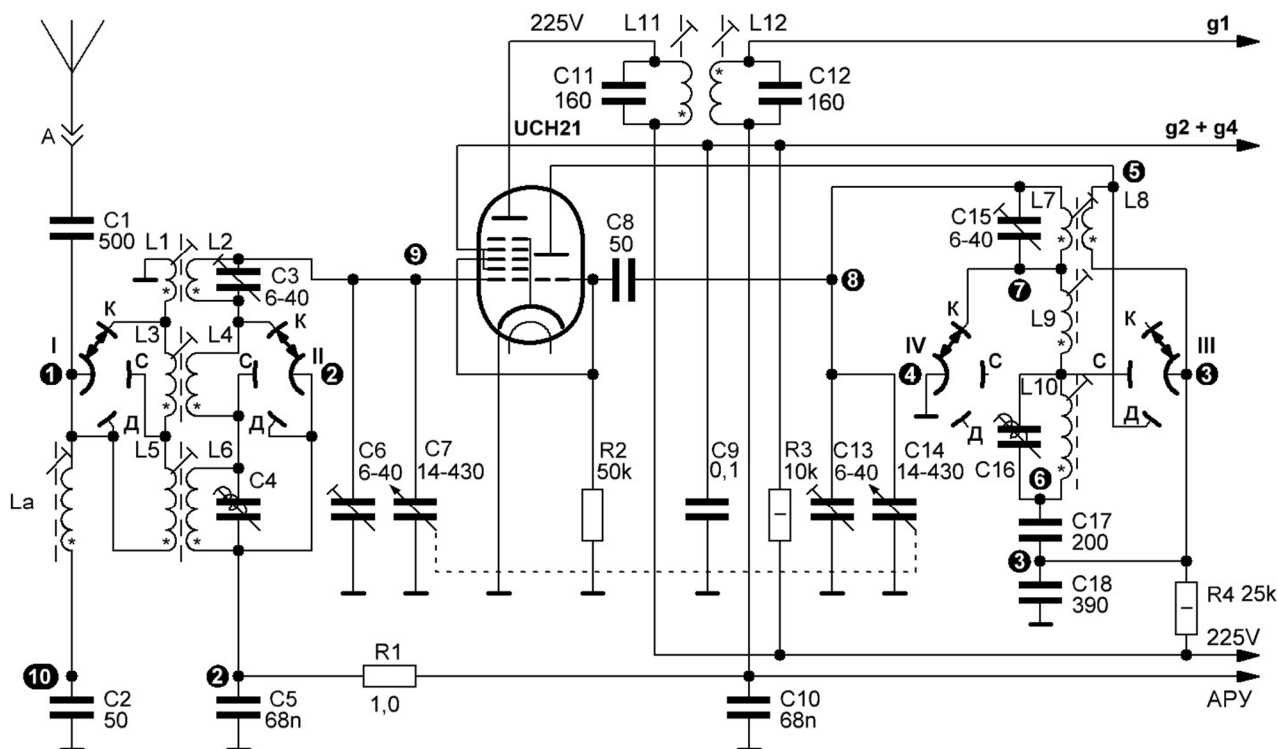 225V
L11
L12
g1
C11
160
C12
160
UCH21
g2 + g4
A
C1
500
L1
L2
C3
6-40
9
C8
50
5
L7
L8
C15
6-40
8
7
К
L3
L4
К
I
II
1
С
С
2
Д
Д
L5
L6
К
L9
К
IV
III
4
С
С
3
L10
Д
Д
La
C4
C6
6-40
C7
14-430
R2
50k
C9
0,1
R3
10k
C13
6-40
C14
14-430
C16
6
C17
200
3
C18
390
R4 25k
225V
10
2
R1
1,0
АРУ
C2
50
C5
68n
C10
68n